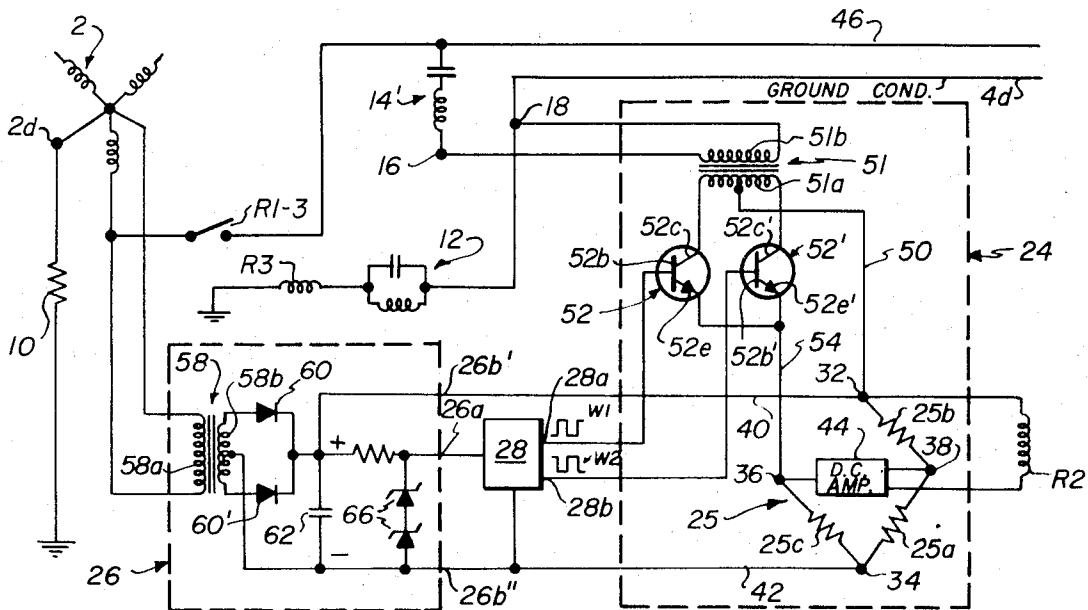 2
46
14'
GROUND COND.
4d
2d
18
51b
16
51
51a
R1-3
52c
52c'
52'
50
24
12
52b
R3
52
52e'
10
52e
52b'
54
58
58b
60
26b'
28a
32
26a
W1
25b
+
28
40
44
38
58a
W2
D.C. AMP.
36
R2
60'
62
66
28b
25
25c
25a
26
−
26b"
42
34